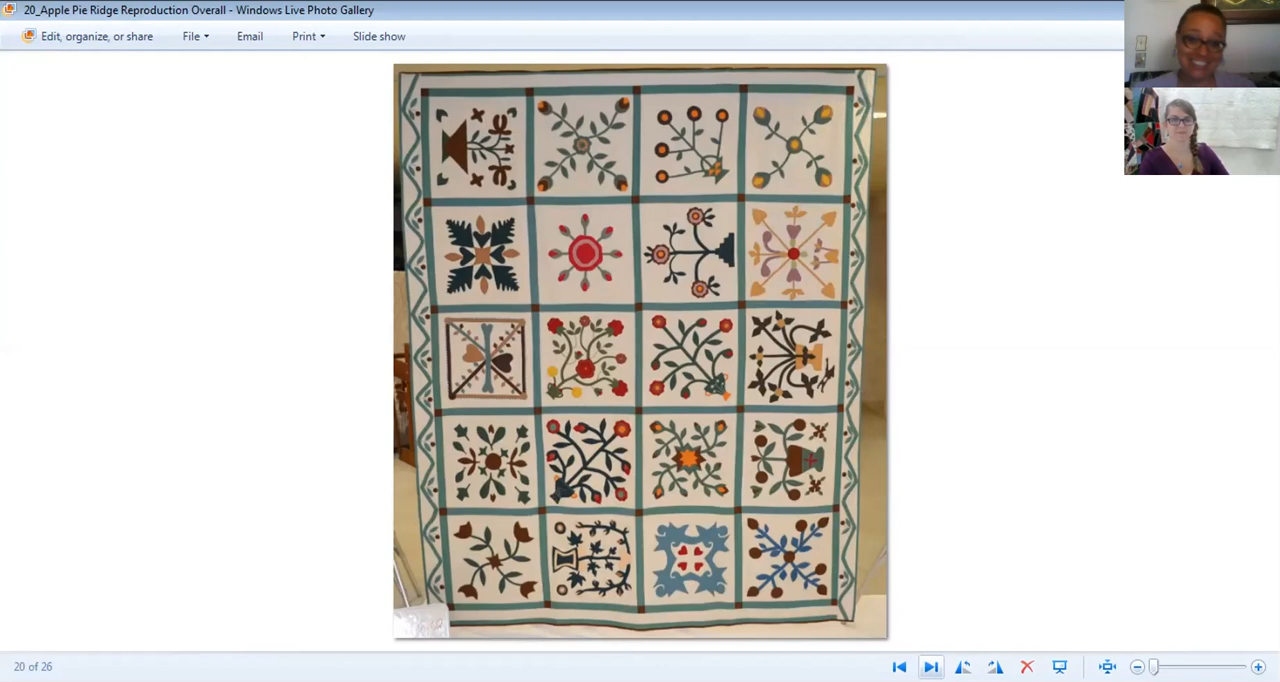 20_Apple Pie Ridge Reproduction Overall - Windows Live Photo Gallery
Edit, organize, or share File Email Print Slide show
20 of 26